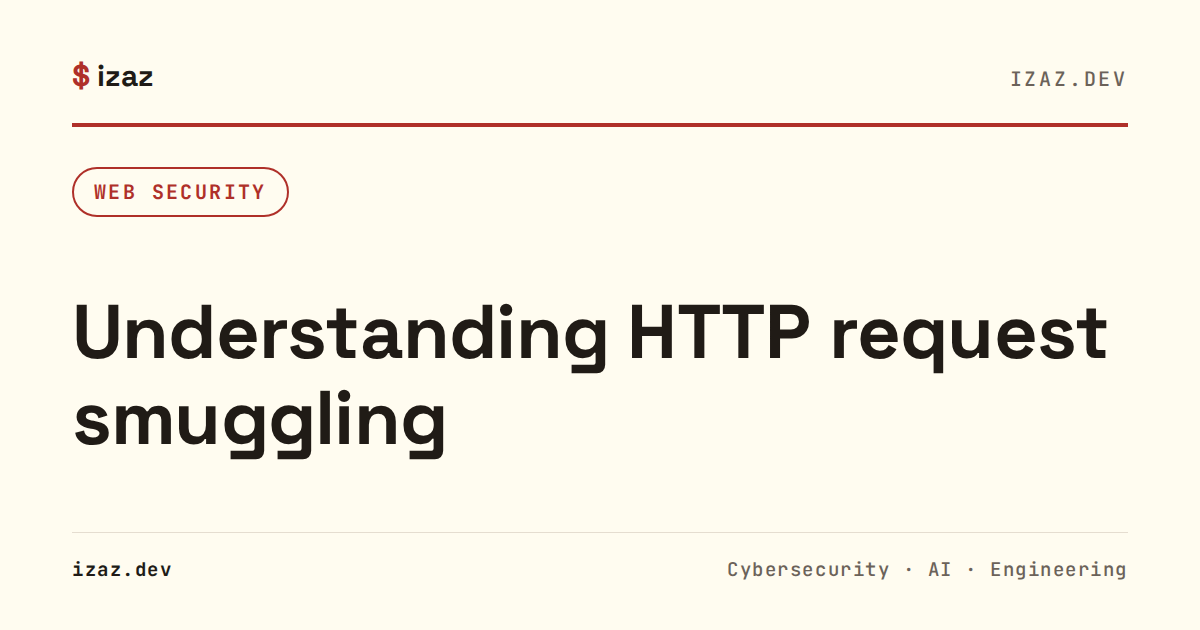 $ izaz
IZAZ.DEV
WEB SECURITY
Understanding HTTP request
smuggling
izaz.dev
Cybersecurity · AI · Engineering